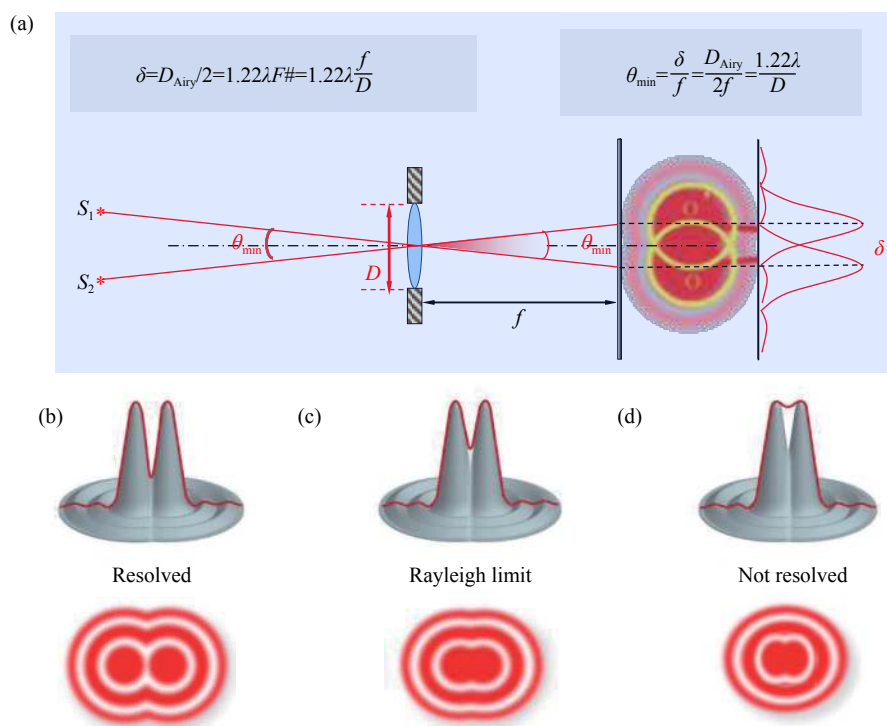 (a)
δ=D_Airy/2=1.22λF#=1.22λ f/D
θ_min= δ/f = D_Airy/2f = 1.22λ/D
S₁
S₂
θ_min
D
f
θ_min
δ
(b)
(c)
(d)
Resolved
Rayleigh limit
Not resolved